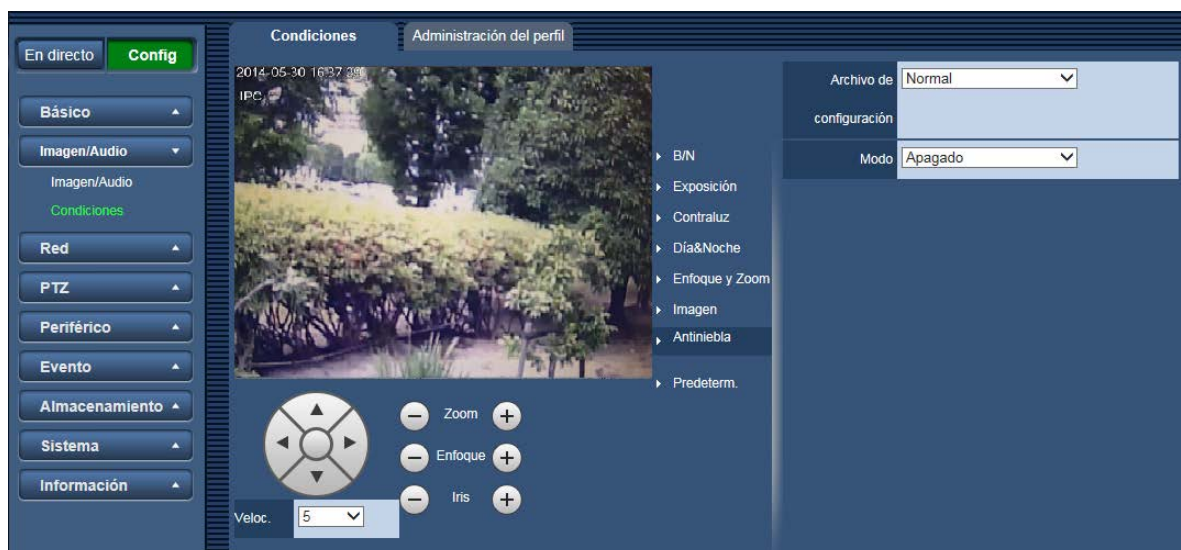 En directo
Config
Básico
Imagen/Audio
Imagen/Audio
Condiciones
Red
PTZ
Periférico
Evento
Almacenamiento
Sistema
Información
Condiciones
Administración del perfil
2014-05-30 16:37:39
IPC
B/N
Exposición
Contraluz
Día&Noche
Enfoque y Zoom
Imagen
Antiniebla
Predeterm.
Zoom
Enfoque
Iris
Veloc.
5
Archivo de
configuración
Normal
Modo
Apagado